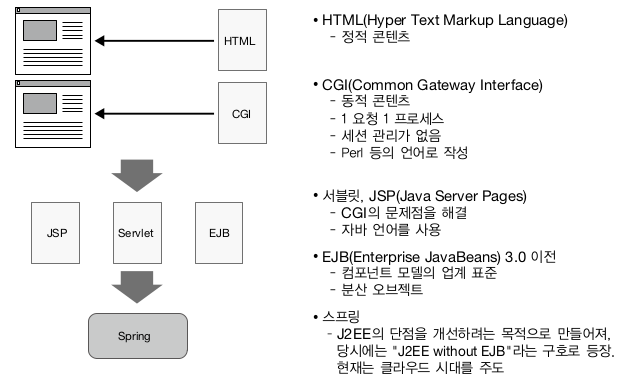 HTML
CGI
JSP
Servlet
EJB
Spring
• HTML(Hyper Text Markup Language)
- 정적 콘텐츠
• CGI(Common Gateway Interface)
- 동적 콘텐츠
- 1 요청 1 프로세스
- 세션 관리가 없음
- Perl 등의 언어로 작성
• 서블릿, JSP(Java Server Pages)
- CGI의 문제점을 해결
- 자바 언어를 사용
• EJB(Enterprise JavaBeans) 3.0 이전
- 컴포넌트 모델의 업계 표준
- 분산 오브젝트
• 스프링
- J2EE의 단점을 개선하려는 목적으로 만들어져,
당시에는 "J2EE without EJB"라는 구호로 등장.
현재는 클라우드 시대를 주도